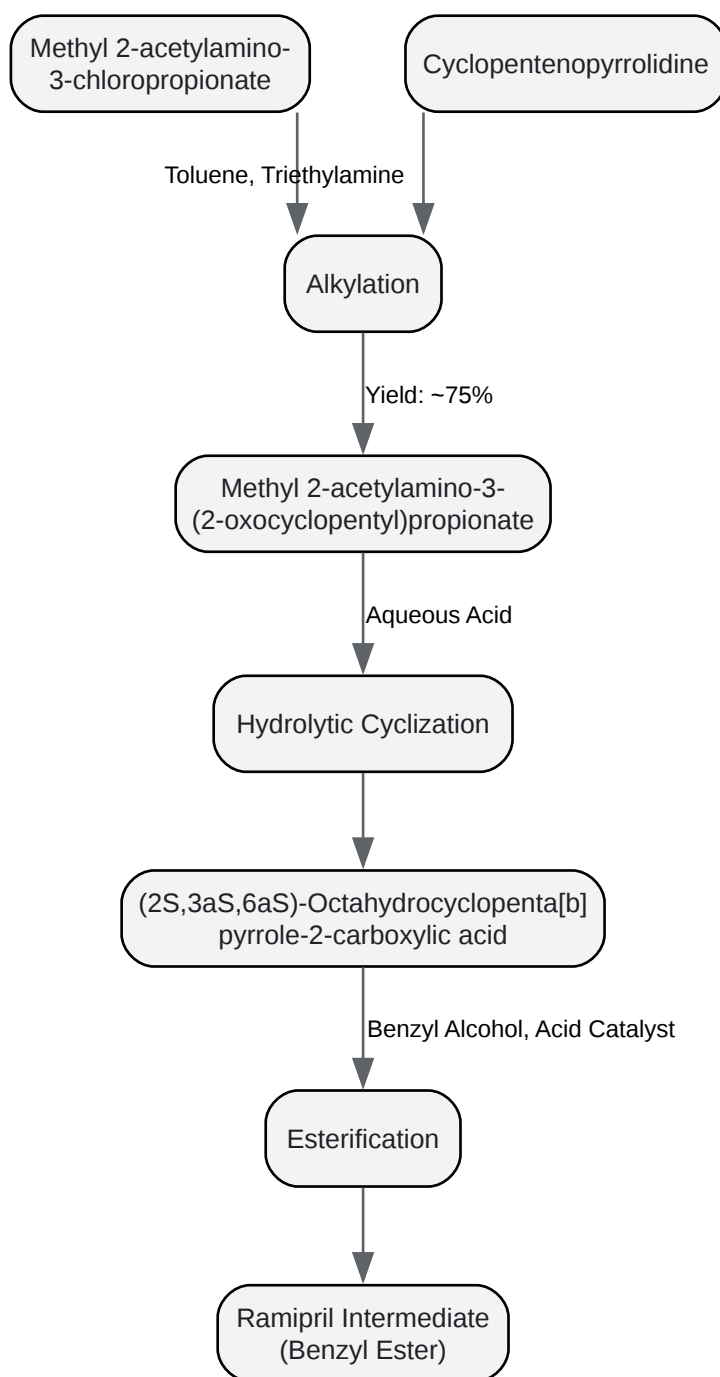 Methyl 2-acetylamino-
3-chloropropionate
Cyclopentenopyrrolidine
Toluene, Triethylamine
Alkylation
Yield: ~75%
Methyl 2-acetylamino-3-
(2-oxocyclopentyl)propionate
Aqueous Acid
Hydrolytic Cyclization
(2S,3aS,6aS)-Octahydrocyclopenta[b]
pyrrole-2-carboxylic acid
Benzyl Alcohol, Acid Catalyst
Esterification
Ramipril Intermediate
(Benzyl Ester)